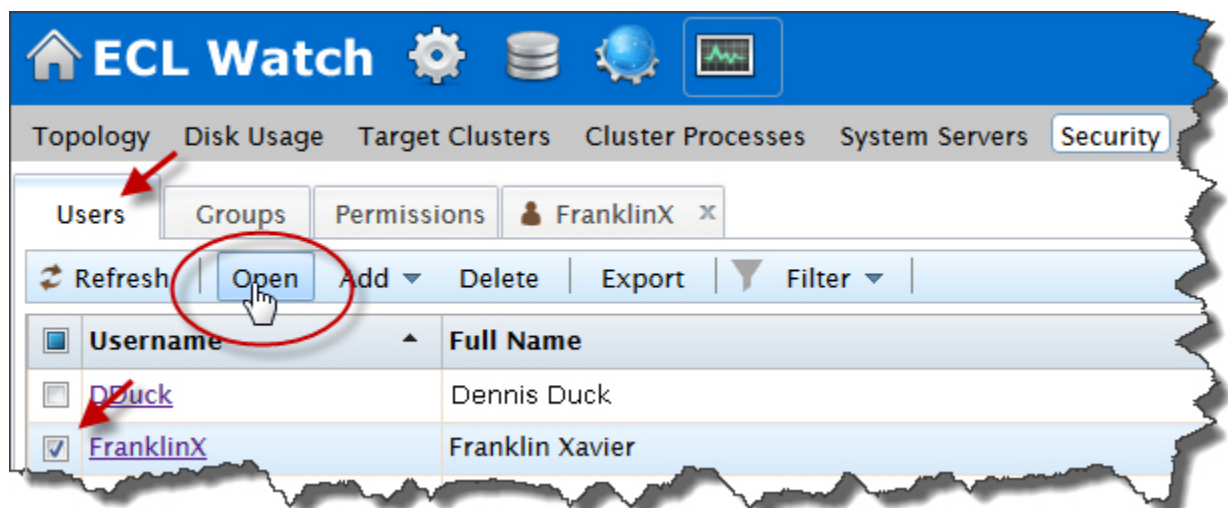 ECL Watch
Topology Disk Usage Target Clusters Cluster Processes System Servers Security
Users Groups Permissions FranklinX x
Refresh Open Add Delete Export Filter
Username Full Name
DDuck Dennis Duck
FranklinX Franklin Xavier